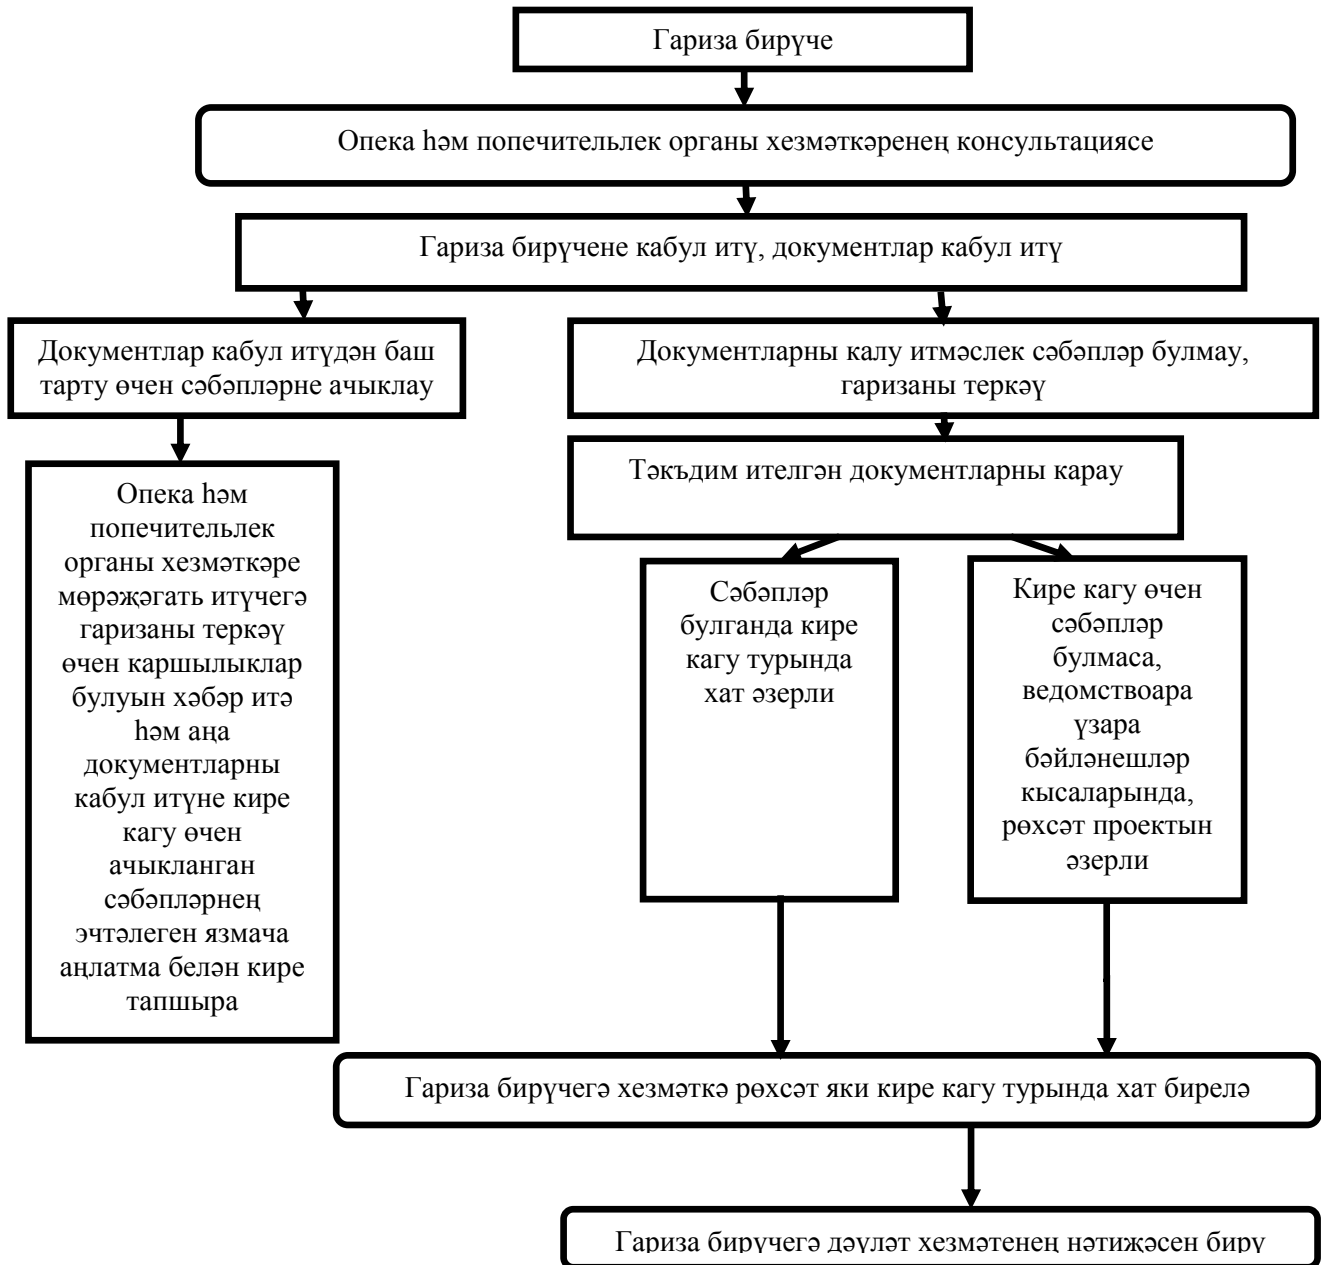 Гариза бирүче
Опека һәм попечительлек органы хезмәткәренең консультациясе
Гариза бирүчене кабул итү, документлар кабул итү
Документлар кабул итүдән баш
тарту өчен сәбәпләрне ачыклау
Документларны калу итмәслек сәбәпләр булмау,
гаризаны теркәү
Опека һәм
попечительлек
органы хезмәткәре
мөрәҗәгать итүчегә
гаризаны теркәү
өчен каршылыклар
булуын хәбәр итә
һәм аңа
документларны
кабул итүне кире
кагу өчен
ачыкланган
сәбәпләрнең
эчтәлеген язмача
аңлатма белән кире
тапшыра
Тәкъдим ителгән документларны карау
Сәбәпләр
булганда кире
кагу турында
хат әзерли
Кире кагу өчен
сәбәпләр
булмаса,
ведомствоара
үзара
бәйләнешләр
кысаларында,
рөхсәт проектын
әзерли
Гариза бирүчегә хезмәткә рөхсәт яки кире кагу турында хат бирелә
Гариза бирүчегә дәүләт хезмәтенең нәтиҗәсен бирү